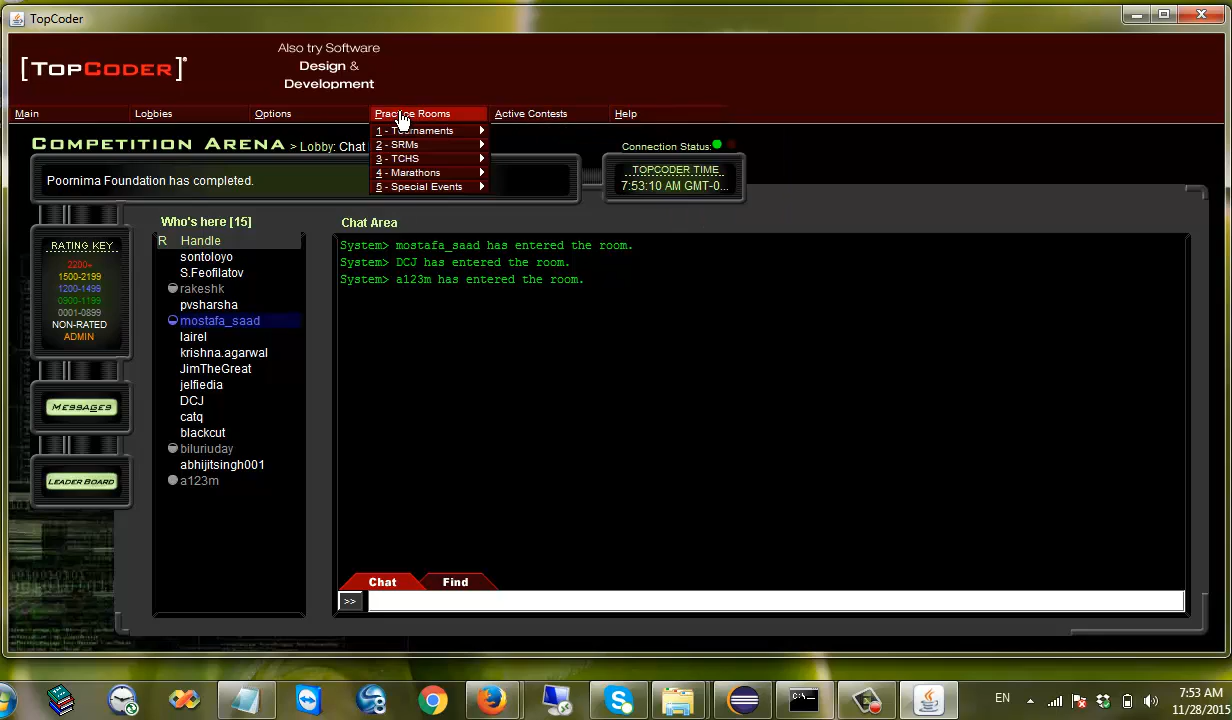 TopCoder
Also try Software
Design &
Development
[TOPCODER]®
Main
Lobbies
Options
Practice Rooms
Active Contests
Help
1 - Tournaments
2 - SRMs
3 - TCHS
4 - Marathons
5 - Special Events
COMPETITION ARENA > Lobby: Chat
Connection Status:
Poornima Foundation has completed.
TOPCODER TIME
7:53:10 AM GMT-0...
Who's here [15]
Chat Area
RATING KEY
2200+
1500-2199
1200-1499
0900-1199
0001-0899
NON-RATED
ADMIN
MESSAGES
LEADER BOARD
R Handle
sontoloyo
S.Feofilatov
rakeshk
pvsharsha
mostafa_saad
lairel
krishna.agarwal
JimTheGreat
jelfiedia
DCJ
catq
blackcut
biluriuday
abhijitsingh001
a123m
System> mostafa_saad has entered the room.
System> DCJ has entered the room.
System> a123m has entered the room.
Chat
Find
>>
EN
7:53 AM
11/28/2015